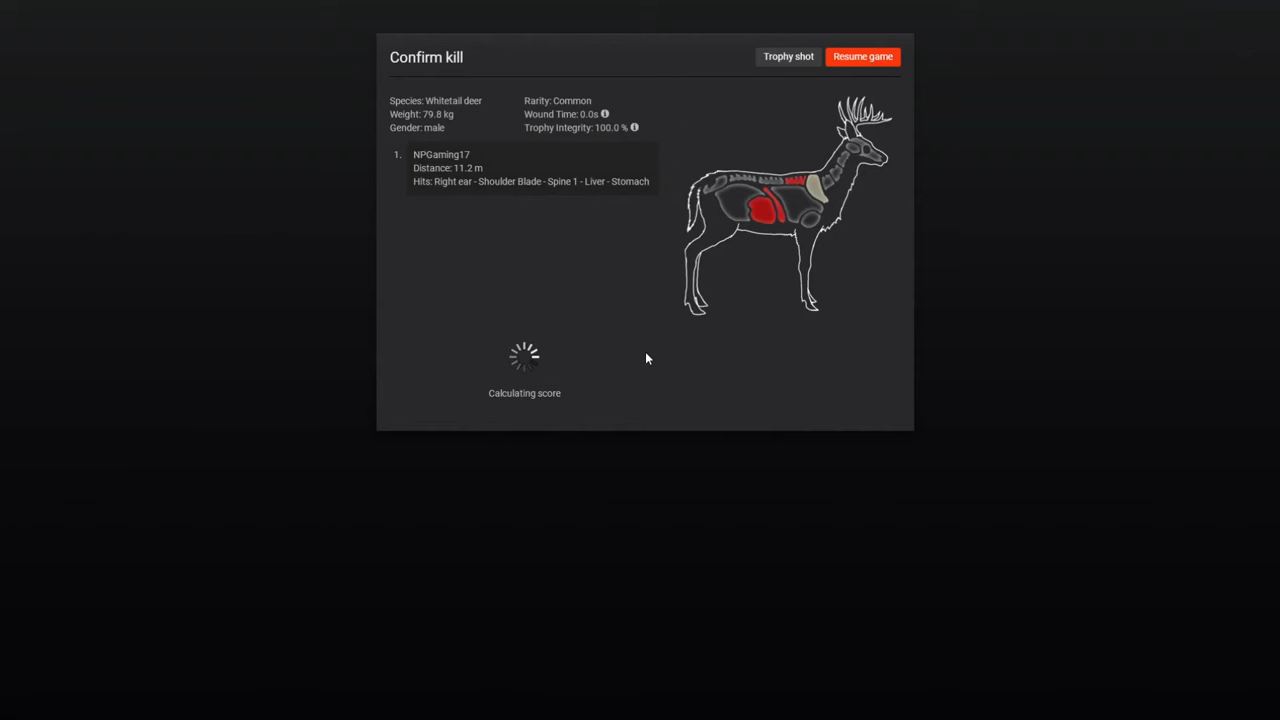 Confirm kill
Trophy shot
Resume game
Species: Whitetail deer
Rarity: Common
Weight: 79.8 kg
Wound Time: 0.0s
Gender: male
Trophy Integrity: 100.0 %
1. NPGaming17
Distance: 11.2 m
Hits: Right ear - Shoulder Blade - Spine 1 - Liver - Stomach
Calculating score